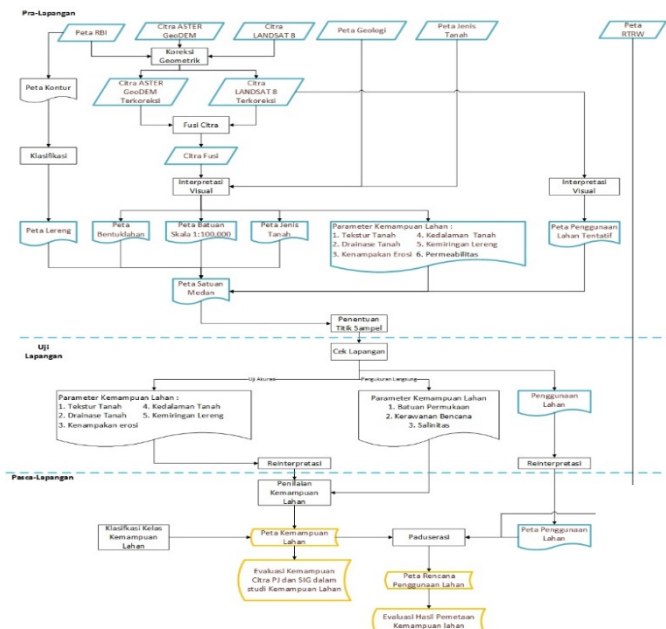 Pra-Lapangan
Peta RBI
Citra ASTER
GeoDEM
Citra
LANDSAT 8
Peta Geologi
Peta Jenis
Tanah
Peta
RTRW
Koreksi
Geometrik
Peta Kontur
Citra ASTER
GeoDEM
Terkoreksi
Citra
LANDSAT 8
Terkoreksi
Fusi Citra
Klasifikasi
Citra Fusi
Interpretasi
Visual
Interpretasi
Visual
Peta Lereng
Peta
Bentuklahan
Peta Batuan
Skala 1:100.000
Peta Jenis
Tanah
Parameter Kemampuan Lahan :
1. Tekstur Tanah 4. Kedalaman Tanah
2. Drainase Tanah 5. Kemiringan Lereng
3. Kenampakan Erosi 6. Permeabilitas
Peta Penggunaan
Lahan Tentatif
Peta Satuan
Medan
Penentuan
Titik Sampel
Uji
Lapangan
Cek Lapangan
Uji Akurasi
Pengukuran Langsung
Parameter Kemampuan Lahan :
1. Tekstur Tanah 4. Kedalaman Tanah
2. Drainase Tanah 5. Kemiringan Lereng
3. Kenampakan erosi
Parameter Kemampuan Lahan
1. Batuan Permukaan
2. Kerawanan Bencana
3. Salinitas
Penggunaan
Lahan
Reinterpretasi
Reinterpretasi
Pasca-Lapangan
Penilaian
Kemampuan
Lahan
Klasifkasi Kelas
Kemampuan Lahan
Peta Kemampuan
Lahan
Paduserasi
Peta Penggunaan
Lahan
Evaluasi Kemampuan
Citra PJ dan SIG dalam
studi Kemampuan Lahan
Peta Rencana
Penggunaan Lahan
Evaluasi Hasil Pemetaan
Kemampuan lahan